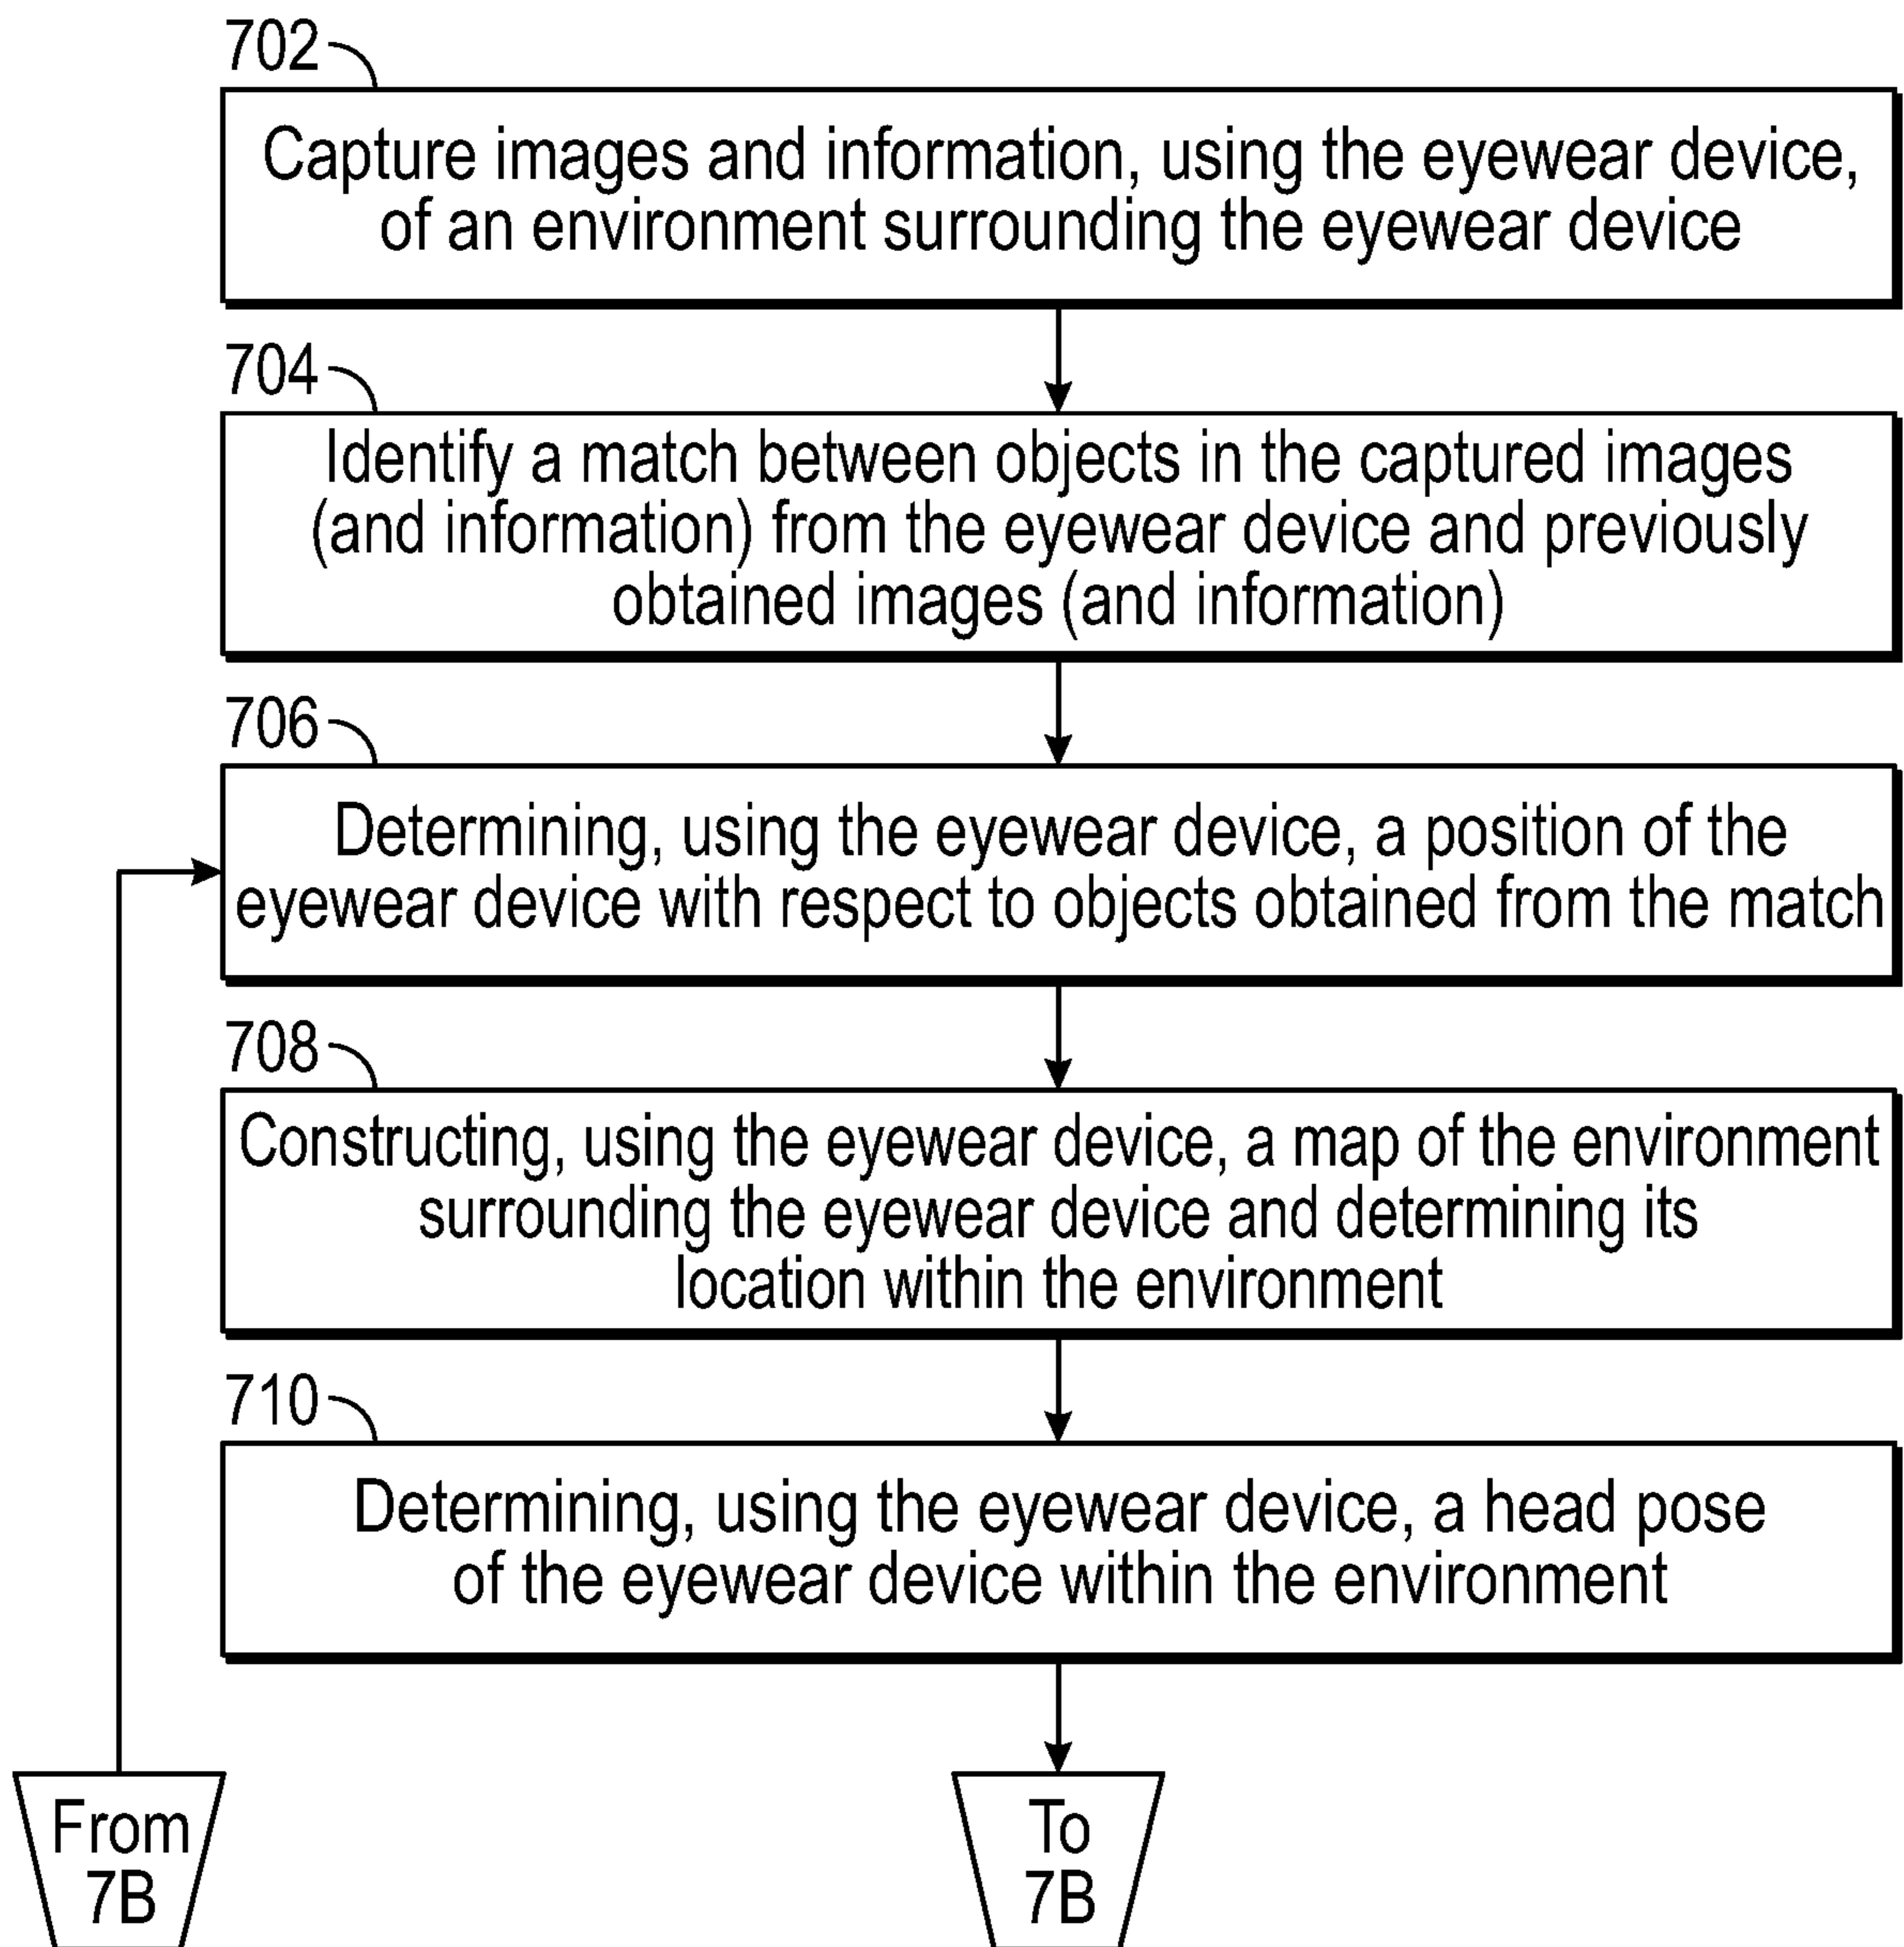 702
Capture images and information, using the eyewear device,
of an environment surrounding the eyewear device
704
Identify a match between objects in the captured images
(and information) from the eyewear device and previously
obtained images (and information)
706
Determining, using the eyewear device, a position of the
eyewear device with respect to objects obtained from the match
708
Constructing, using the eyewear device, a map of the environment
surrounding the eyewear device and determining its
location within the environment
710
Determining, using the eyewear device, a head pose
of the eyewear device within the environment
From
7B
To
7B